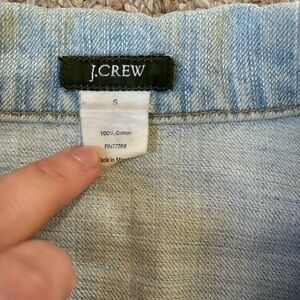 J.CREW
S
100% Cotton
RN77388
Made in